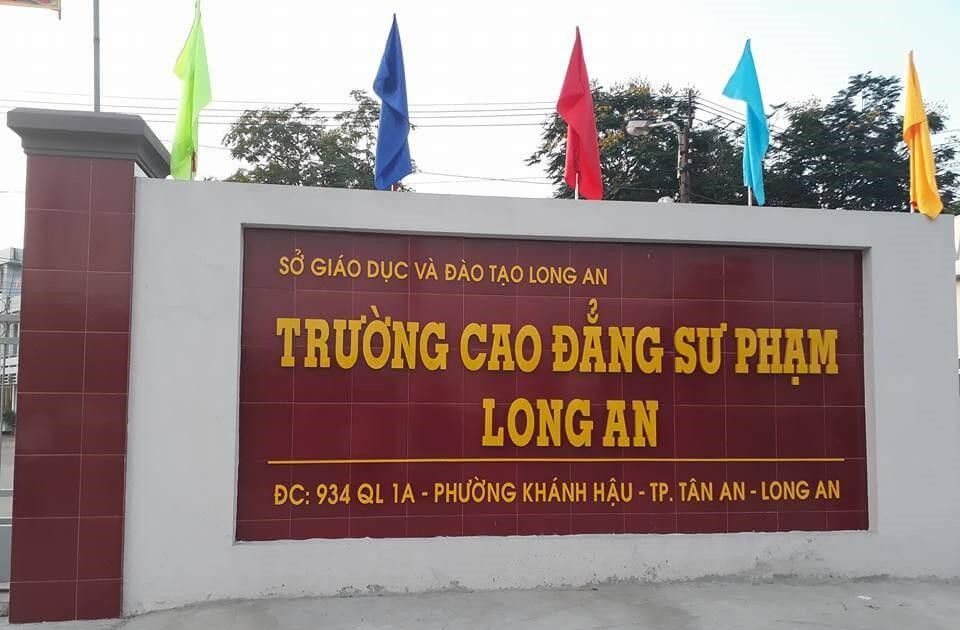 SỞ GIÁO DỤC VÀ ĐÀO TẠO LONG AN
TRƯỜNG CAO ĐẲNG SƯ PHẠM
LONG AN
ĐC: 934 QL 1A - PHƯỜNG KHÁNH HẬU - TP. TÂN AN - LONG AN